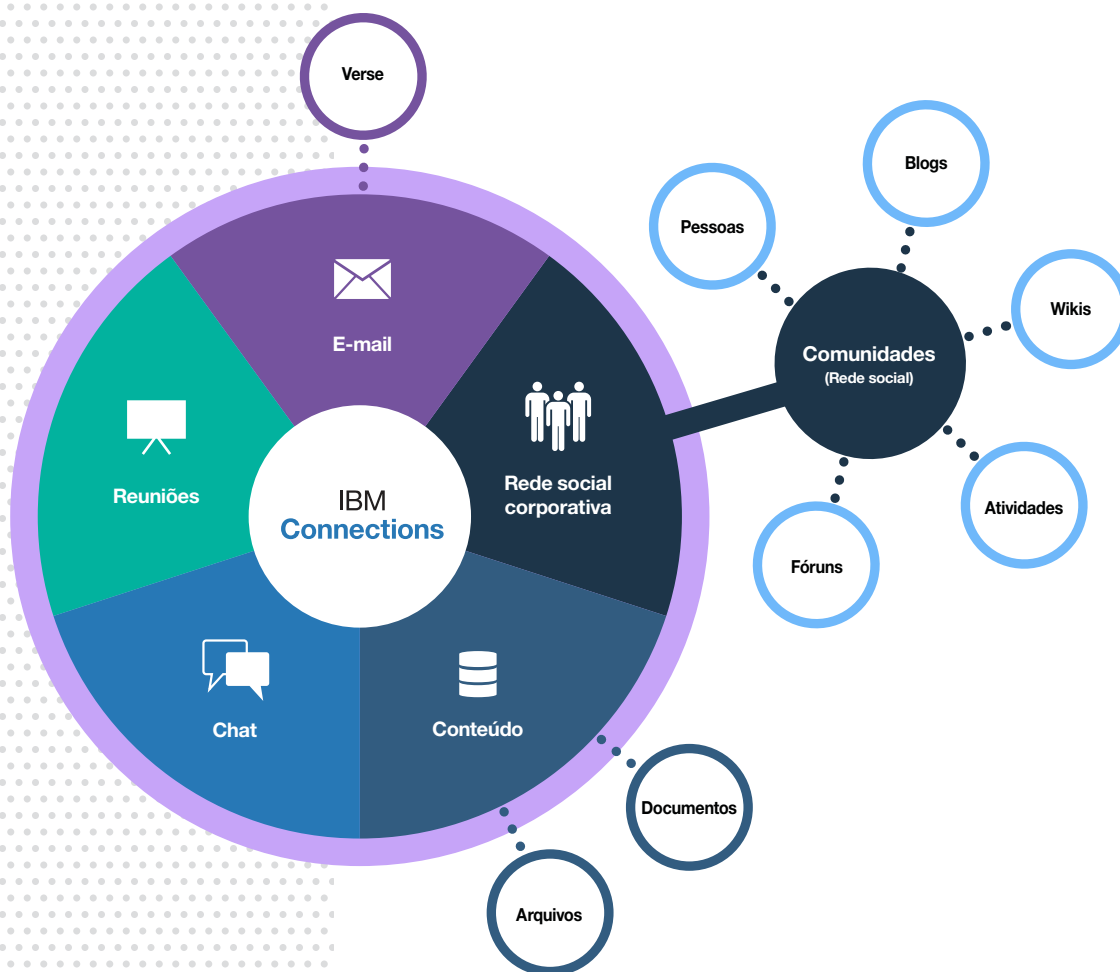 Verse
Blogs
Pessoas
Wikis
E-mail
Comunidades
(Rede social)
Rede social
corporativa
Reuniões
IBM
Connections
Atividades
Fóruns
Chat
Conteúdo
Documentos
Arquivos